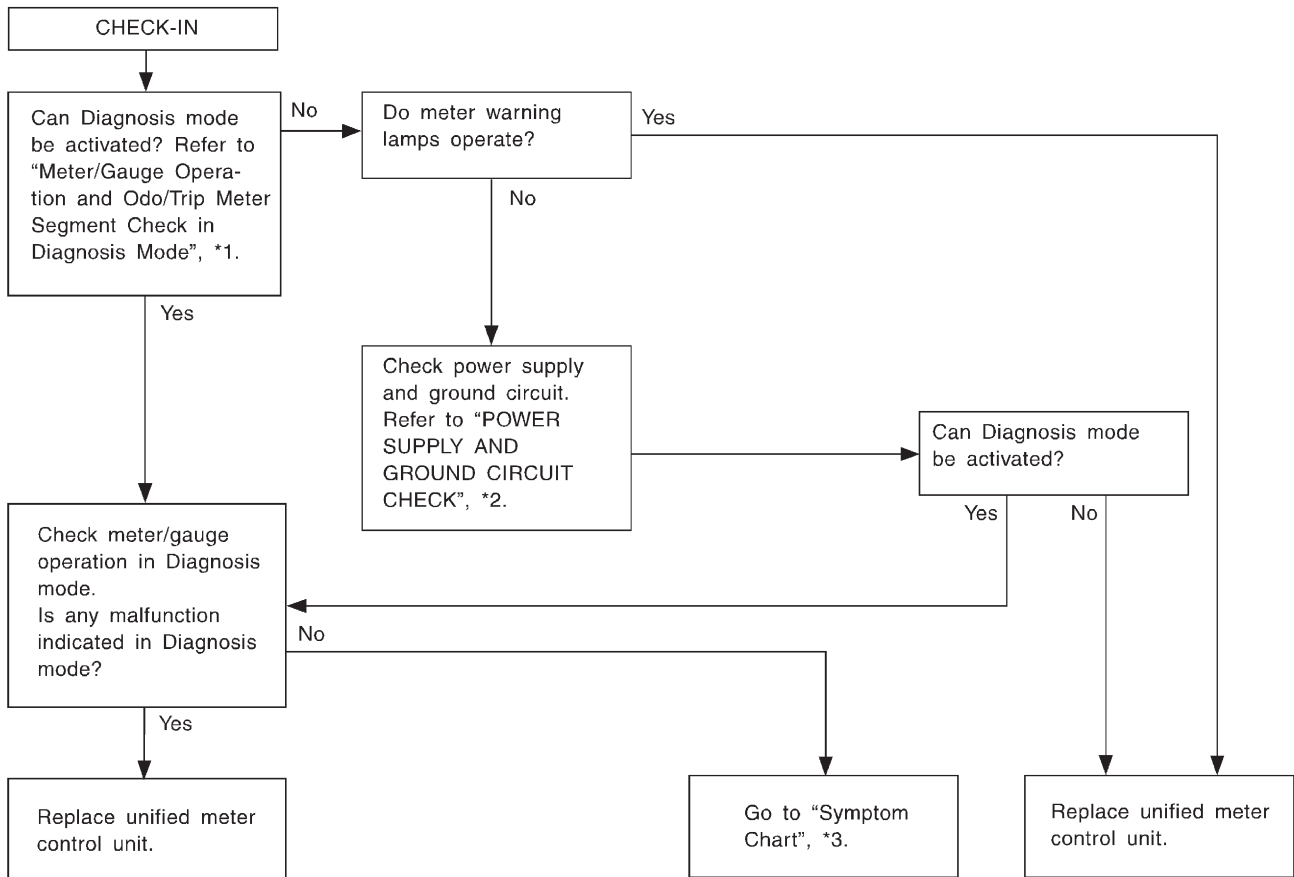 CHECK-IN
Can Diagnosis mode
be activated? Refer to
“Meter/Gauge Opera-
tion and Odo/Trip Meter
Segment Check in
Diagnosis Mode”, *1.
No
Do meter warning
lamps operate?
Yes
No
Yes
Check power supply
and ground circuit.
Refer to “POWER
SUPPLY AND
GROUND CIRCUIT
CHECK”, *2.
Can Diagnosis mode
be activated?
Yes
No
Check meter/gauge
operation in Diagnosis
mode.
Is any malfunction
indicated in Diagnosis
mode?
No
Yes
Replace unified meter
control unit.
Go to “Symptom
Chart”, *3.
Replace unified meter
control unit.